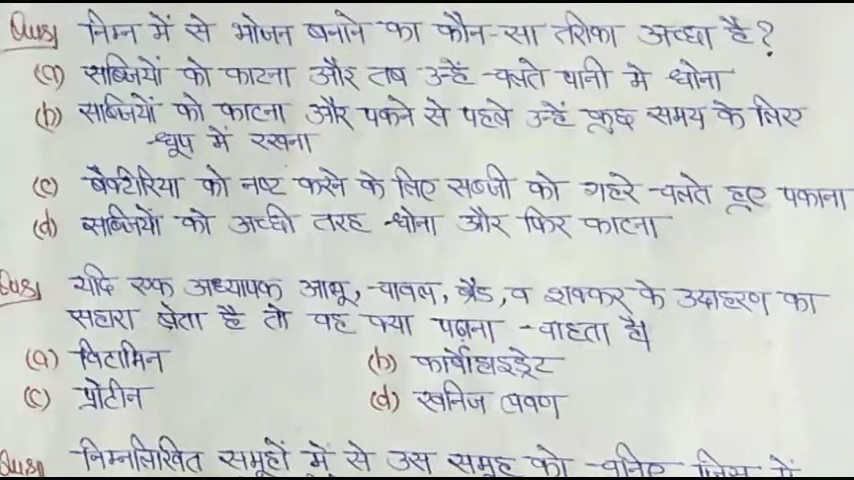 Ques निम्न में से भोजन बनाने का कौन-सा तरिका अच्छा है?
(a) सब्जियों को काटना और तब उन्हें चलते पानी मे धोना
(b) सब्जियों को काटना और पकने से पहले उन्हें कुछ समय के लिए
धूप में रखना
(c) बैक्टीरिया को नष्ट करने के लिए सब्जी को गहरे चलते हुए पकाना
(d) सब्जियों को अच्छी तरह धोना और फिर काटना
Ques यदि एक अध्यापक आलू, चावल, ब्रैड, व शक्कर के उदाहरण का
सहारा लेता है तो वह क्या पढ़ाना चाहता है।
(a) विटामिन (b) कार्बोहाइड्रेट
(c) प्रोटीन (d) खनिज लवण
Ques निम्नलिखित समूहों में से उस समूह को चुनिए जिस में